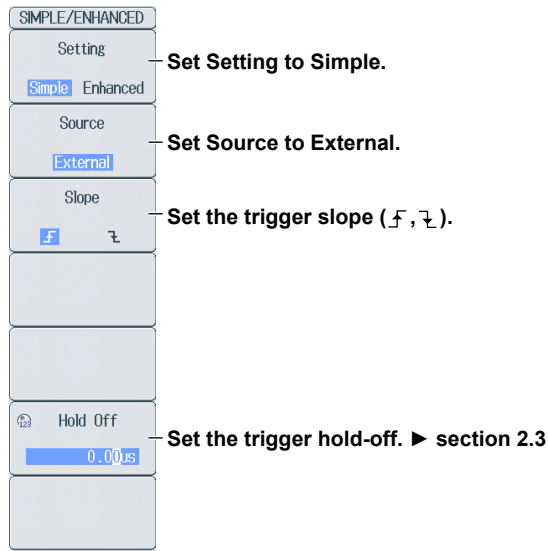 SIMPLE/ENHANCED
Setting
Simple Enhanced
Set Setting to Simple.
Source
External
Set Source to External.
Slope
Set the trigger slope (⨍, ⨎).
123 Hold Off
0.00us
Set the trigger hold-off. ► section 2.3